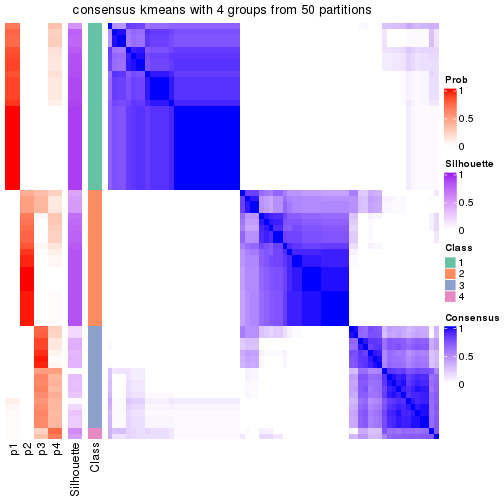 consensus kmeans with 4 groups from 50 partitions
Prob
1
0.5
0
Silhouette
1
0.5
0
Class
1
2
3
4
Consensus
1
0.5
0
p1
p2
p3
p4
Silhouette
Class